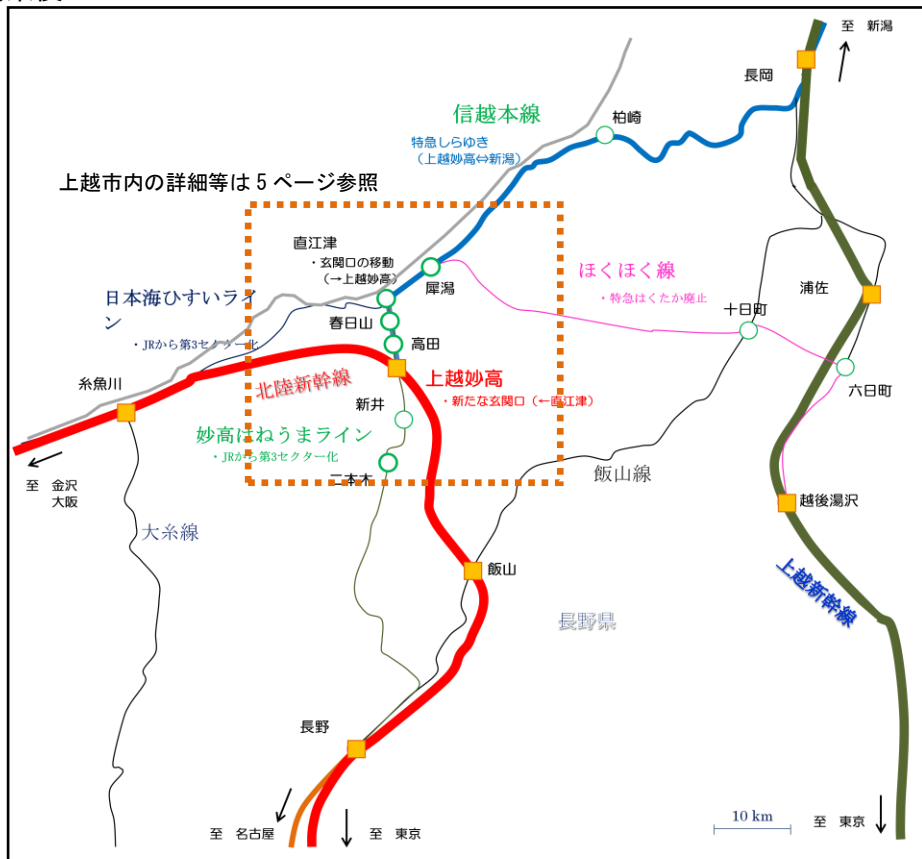 至 新潟
長岡
信越本線
柏崎
特急しらゆき
(上越妙高⇔新潟)
上越市内の詳細等は5ページ参照
直江津
・玄関口の移動
(→上越妙高)
犀潟
ほくほく線
・特急はくたか廃止
浦佐
十日町
日本海ひすいライ
ン
・JRから第3セクター化
春日山
高田
糸魚川
北陸新幹線
上越妙高
・新たな玄関口(←直江津)
六日町
新井
妙高はねうまライン
・JRから第3セクター化
二本木
飯山線
至 金沢
大阪
越後湯沢
大糸線
飯山
上越新幹線
長野県
長野
10 km
至 名古屋
至 東京
至 東京